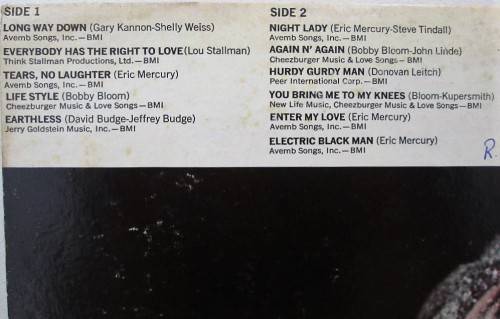 SIDE 1
LONG WAY DOWN (Gary Kannon-Shelly Weiss)
Avemb Songs, Inc.—BMI
EVERYBODY HAS THE RIGHT TO LOVE (Lou Stallman)
Think Stallman Productions, Ltd.—BMI
TEARS, NO LAUGHTER (Eric Mercury)
Avemb Songs, Inc.—BMI
LIFE STYLE (Bobby Bloom)
Cheezburger Music & Love Songs—BMI
EARTHLESS (David Budge-Jeffrey Budge)
Jerry Goldstein Music, Inc.—BMI
SIDE 2
NIGHT LADY (Eric Mercury-Steve Tindall)
Avemb Songs, Inc.—BMI
AGAIN N' AGAIN (Bobby Bloom-John Linde)
Cheezburger Music & Love Songs—BMI
HURDY GURDY MAN (Donovan Leitch)
Peer International Corp.—BMI
YOU BRING ME TO MY KNEES (Bloom-Kupersmith)
New Life Music, Cheezburger Music & Love Songs—BMI
ENTER MY LOVE (Eric Mercury)
Avemb Songs, Inc.—BMI
ELECTRIC BLACK MAN (Eric Mercury)
Avemb Songs, Inc.—BMI
R.